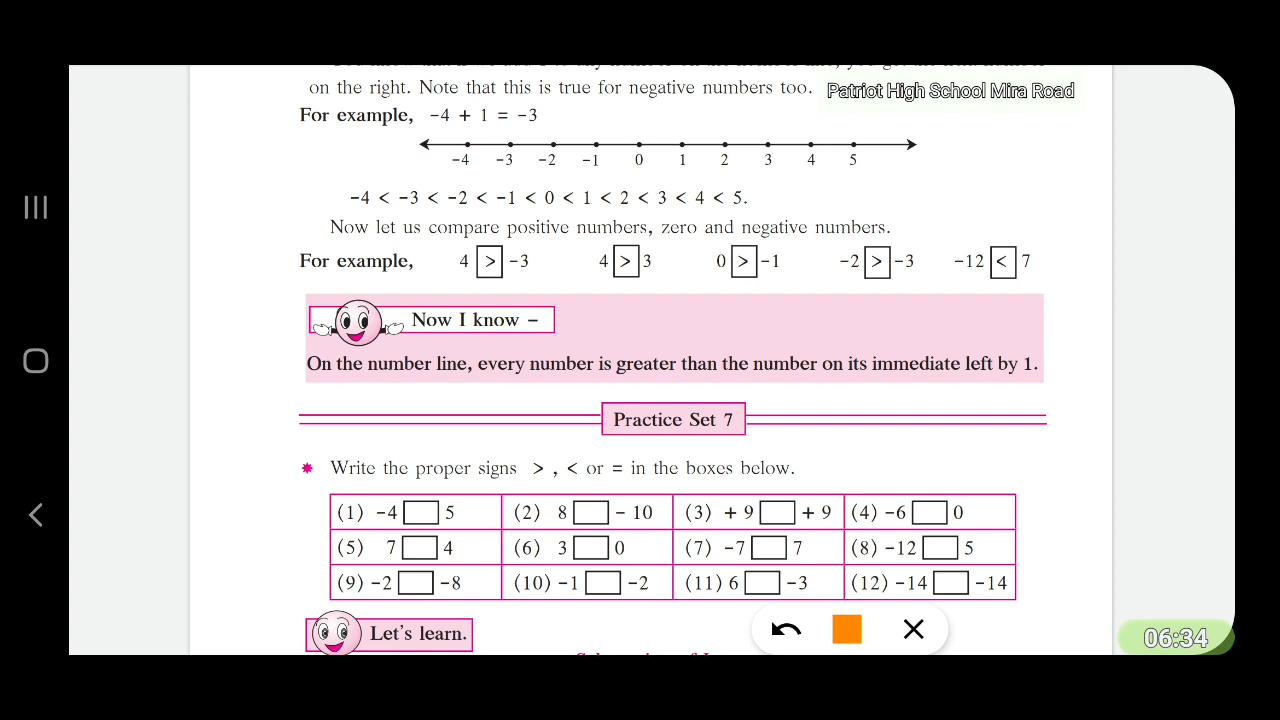 on the right. Note that this is true for negative numbers too.
Patriot High School Mira Road
For example, -4 + 1 = -3
-4 -3 -2 -1 0 1 2 3 4 5
-4 < -3 < -2 < -1 < 0 < 1 < 2 < 3 < 4 < 5.
Now let us compare positive numbers, zero and negative numbers.
For example, 4 > -3 4 > 3 0 > -1 -2 > -3 -12 < 7
Now I know -
On the number line, every number is greater than the number on its immediate left by 1.
Practice Set 7
Write the proper signs > , < or = in the boxes below.
(1) -4 5 (2) 8 - 10 (3) + 9 + 9 (4) -6 0
(5) 7 4 (6) 3 0 (7) -7 7 (8) -12 5
(9) -2 -8 (10) -1 -2 (11) 6 -3 (12) -14 -14
Let's learn.
06:34